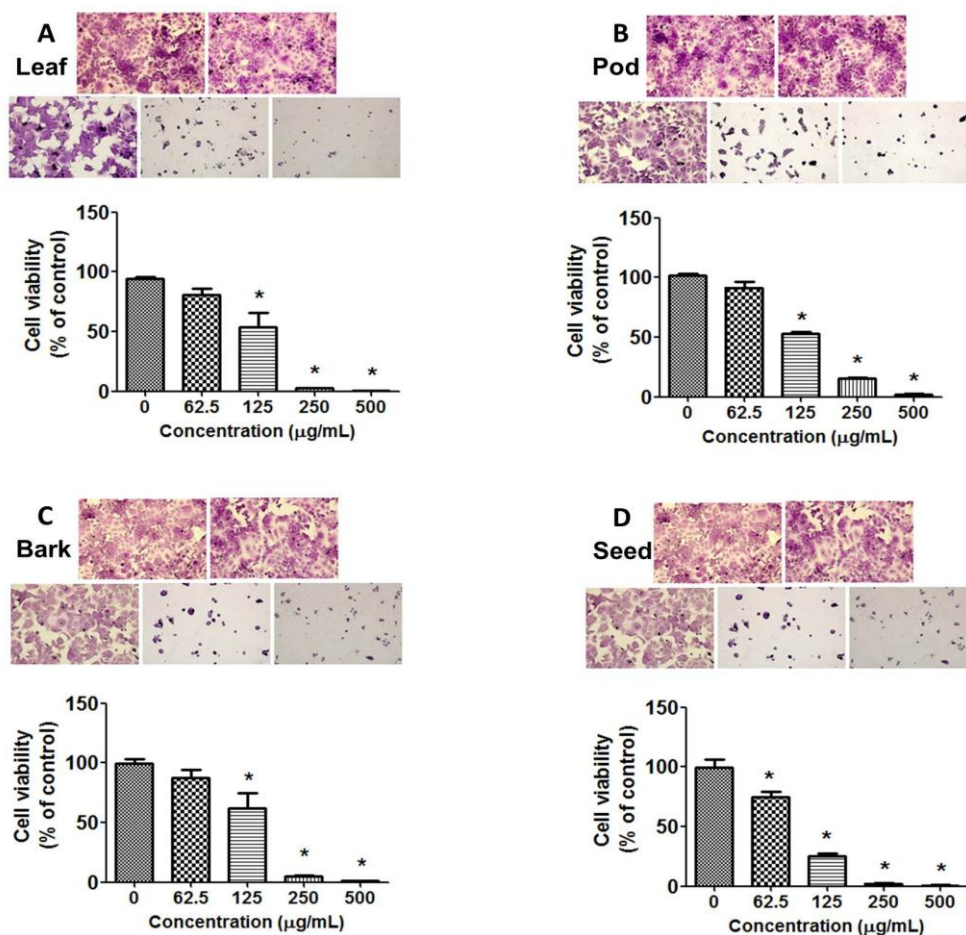 A
Leaf
150
100
50
0
Cell viability
(% of control)
*
*
*
0 62.5 125 250 500
Concentration (μg/mL)
B
Pod
150
100
50
0
Cell viability
(% of control)
*
*
*
0 62.5 125 250 500
Concentration (μg/mL)
C
Bark
150
100
50
0
Cell viability
(% of control)
*
*
*
0 62.5 125 250 500
Concentration (μg/mL)
D
Seed
150
100
50
0
Cell viability
(% of control)
*
*
*
*
0 62.5 125 250 500
Concentration (μg/mL)